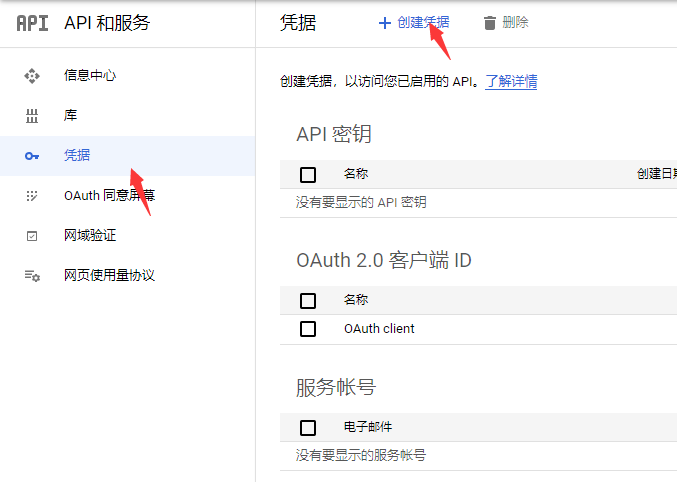 API API 和服务
信息中心
库
凭据
OAuth 同意屏幕
网域验证
网页使用量协议
凭据 + 创建凭据 删除
创建凭据，以访问您已启用的 API。了解详情
API 密钥
名称 创建日期
没有要显示的 API 密钥
OAuth 2.0 客户端 ID
名称
OAuth client
服务帐号
电子邮件
没有要显示的服务帐号